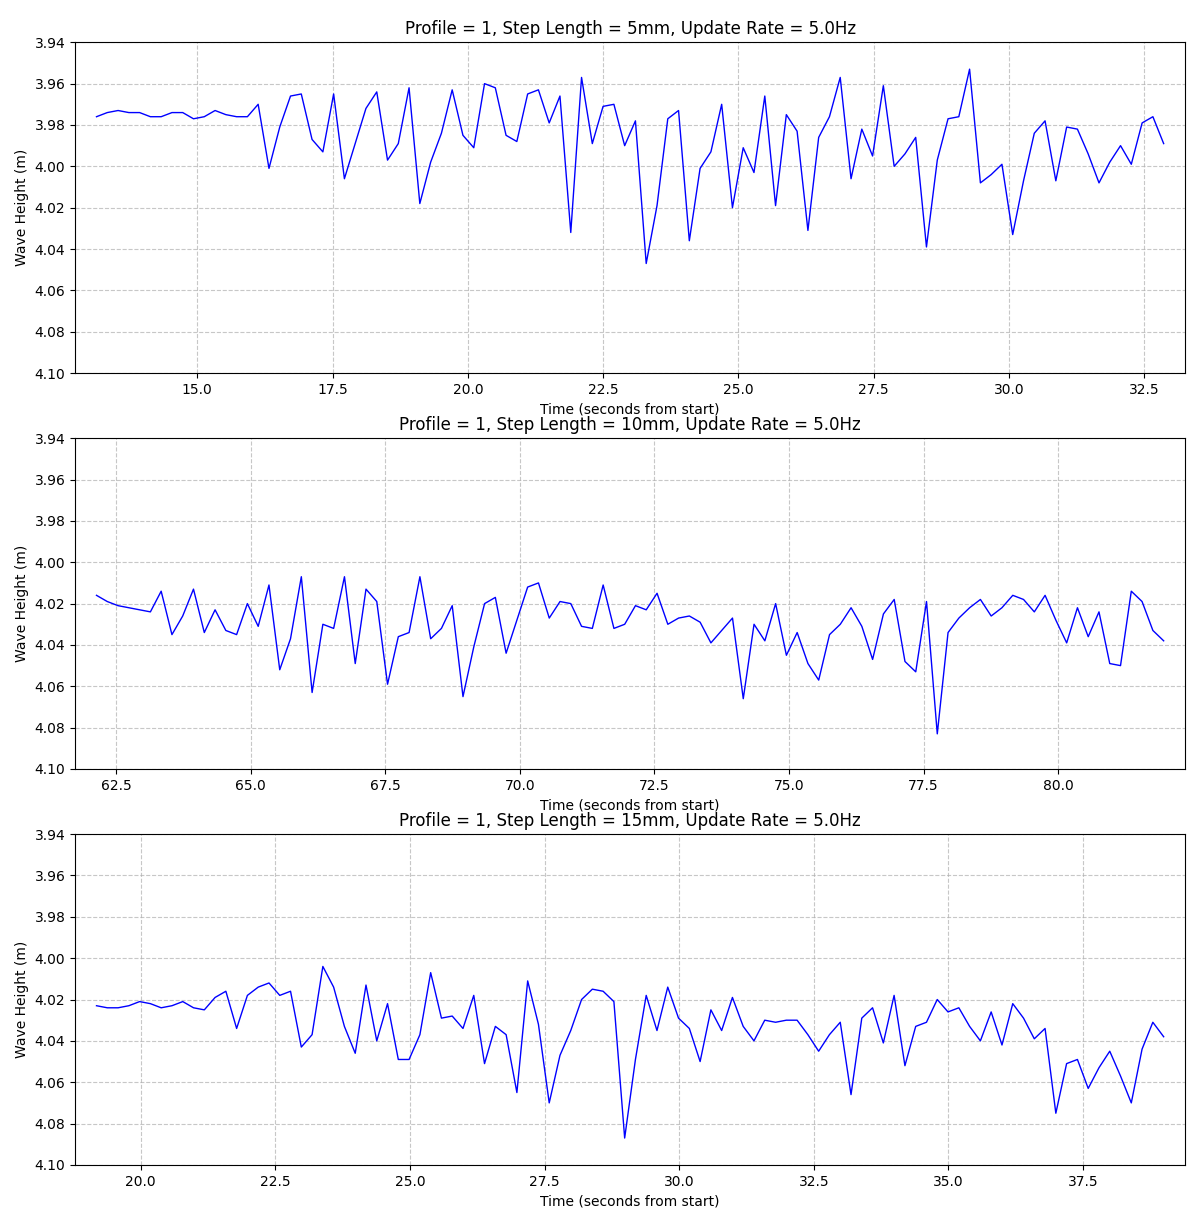 Profile = 1, Step Length = 5mm, Update Rate = 5.0Hz
3.94
3.96
3.98
4.00
4.02
4.04
4.06
4.08
4.10
Wave Height (m)
15.0 17.5 20.0 22.5 25.0 27.5 30.0 32.5
Time (seconds from start)
Profile = 1, Step Length = 10mm, Update Rate = 5.0Hz
3.94
3.96
3.98
4.00
4.02
4.04
4.06
4.08
4.10
Wave Height (m)
62.5 65.0 67.5 70.0 72.5 75.0 77.5 80.0
Time (seconds from start)
Profile = 1, Step Length = 15mm, Update Rate = 5.0Hz
3.94
3.96
3.98
4.00
4.02
4.04
4.06
4.08
4.10
Wave Height (m)
20.0 22.5 25.0 27.5 30.0 32.5 35.0 37.5
Time (seconds from start)